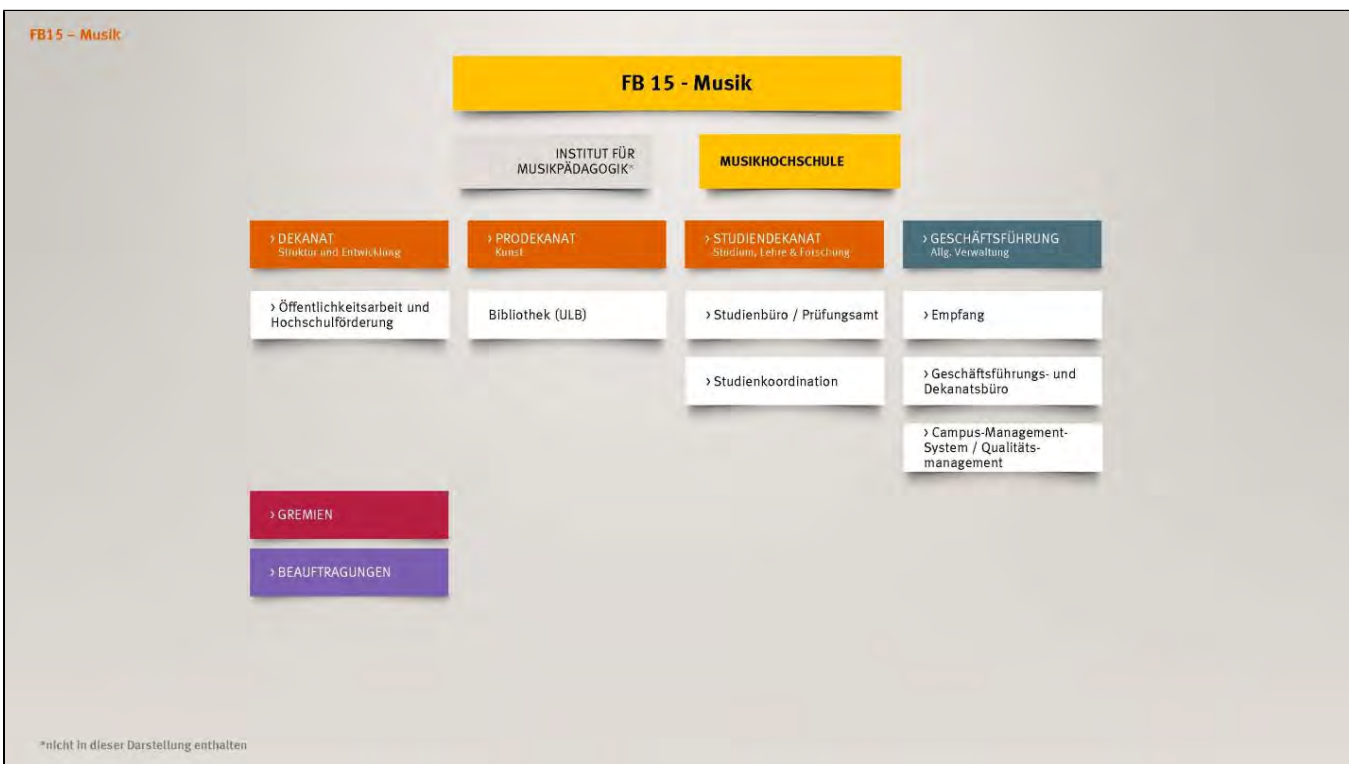 FB15 – Musik
FB 15 - Musik
INSTITUT FÜR
MUSIKPÄDAGOGIK*
MUSIKHOCHSCHULE
› DEKANAT
Struktur und Entwicklung
› PRODEKANAT
Kunst
› STUDIENDEKANAT
Studium, Lehre & Forschung
› GESCHÄFTSFÜHRUNG
Allg. Verwaltung
› Öffentlichkeitsarbeit und
Hochschulförderung
Bibliothek (ULB)
› Studienbüro / Prüfungsamt
› Empfang
› Studienkoordination
› Geschäftsführungs- und
Dekanatsbüro
› Campus-Management-
System / Qualitäts-
management
› GREMIEN
› BEAUFTRAGUNGEN
*nicht in dieser Darstellung enthalten